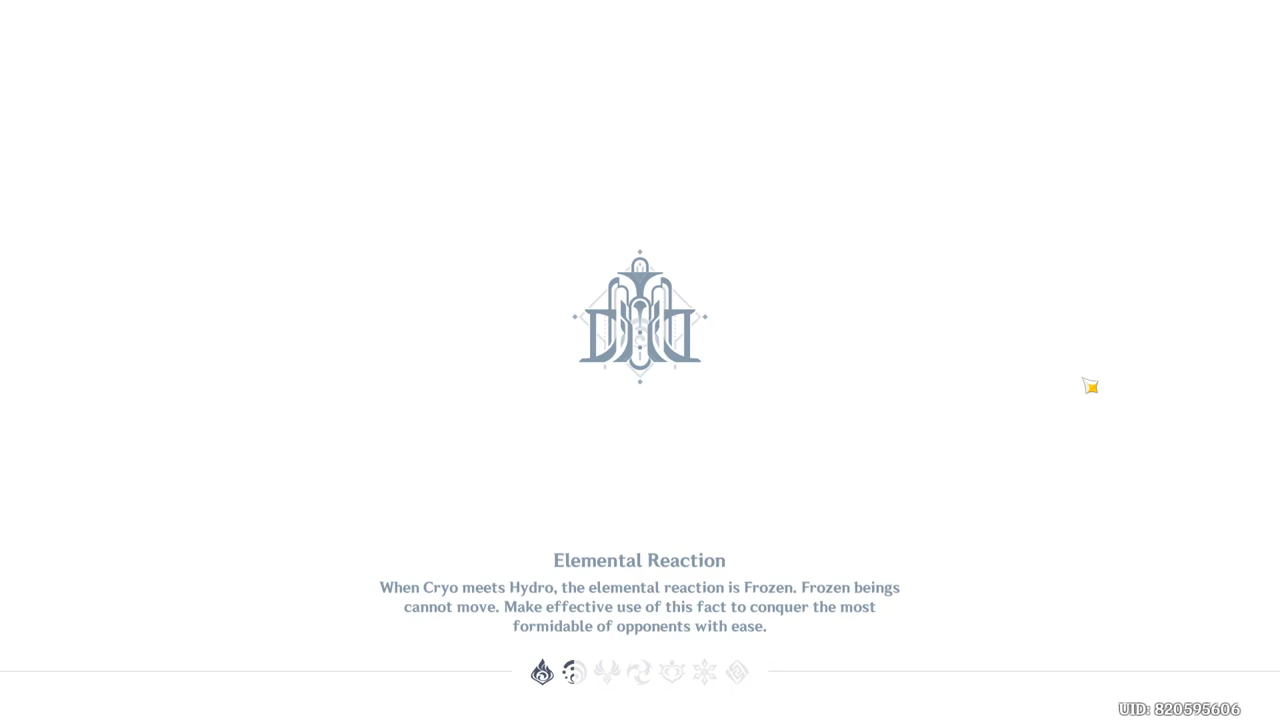 Elemental Reaction
When Cryo meets Hydro, the elemental reaction is Frozen. Frozen beings
cannot move. Make effective use of this fact to conquer the most
formidable of opponents with ease.
UID: 820595606